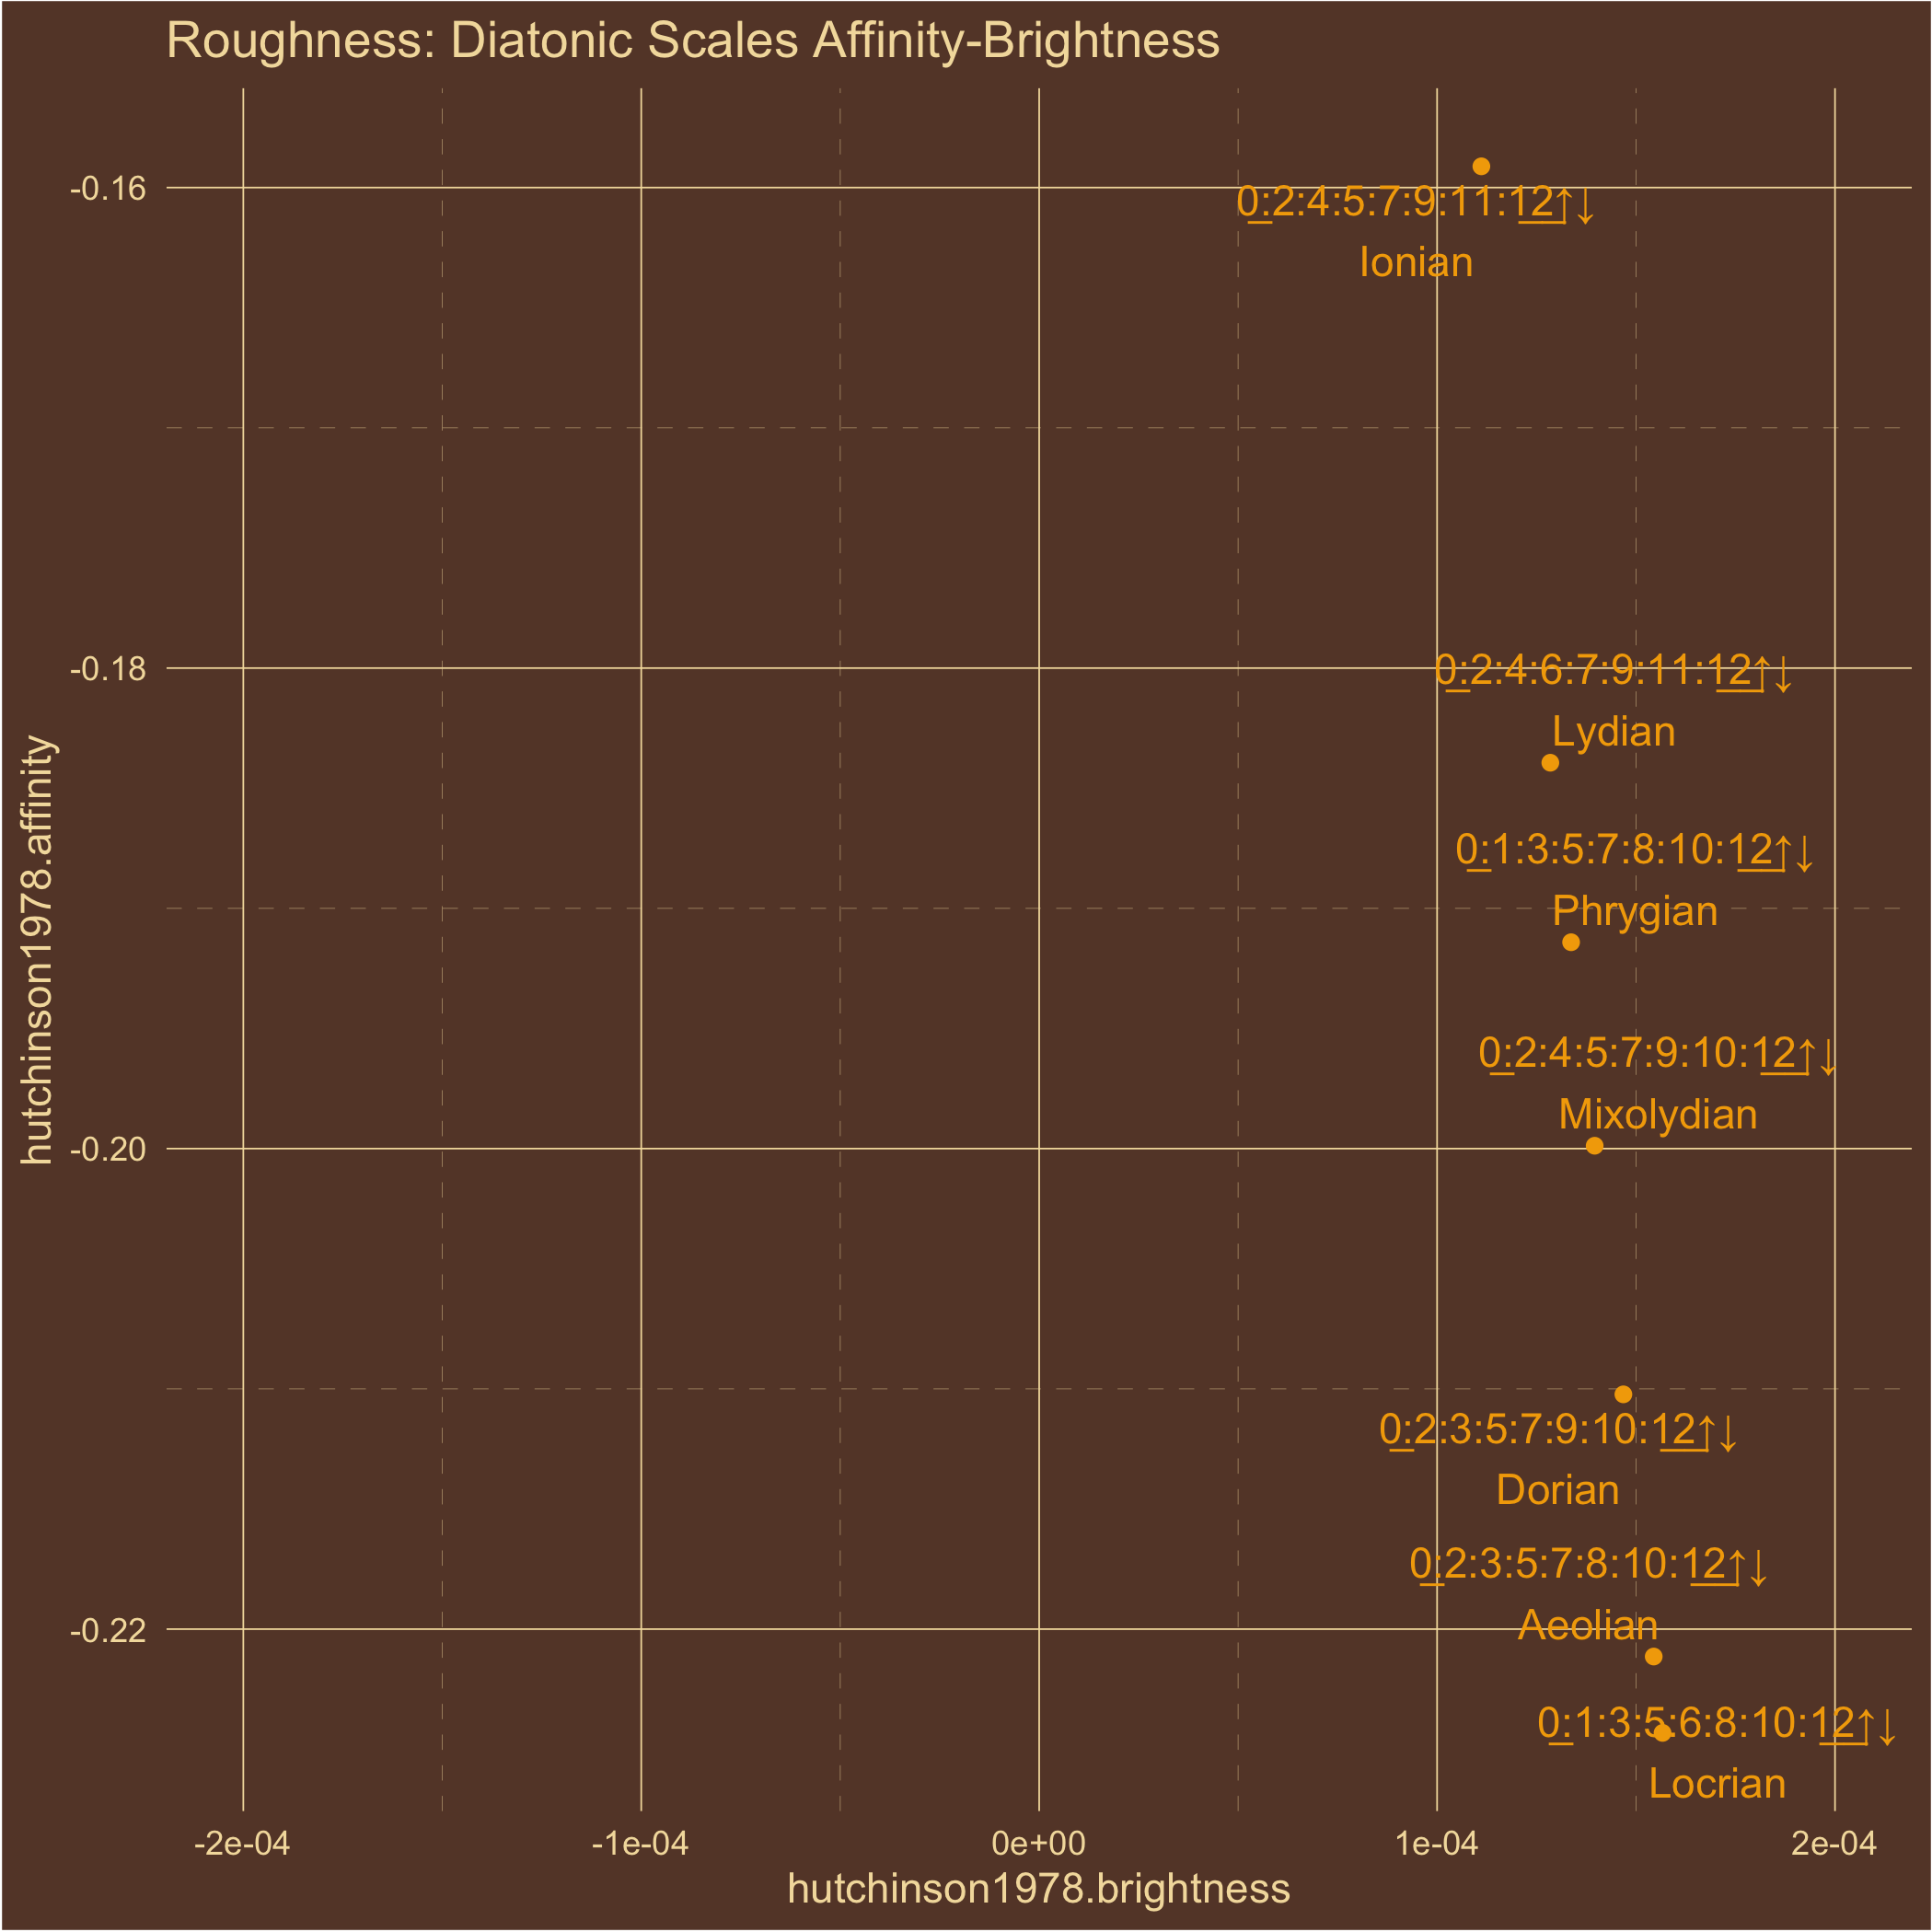 Roughness: Diatonic Scales Affinity-Brightness
-0.16
0:2:4:5:7:9:11:12↑↓
Ionian
-0.18
0:2:4:6:7:9:11:12↑↓
Lydian
0:1:3:5:7:8:10:12↑↓
Phrygian
hutchinson1978.affinity
0:2:4:5:7:9:10:12↑↓
Mixolydian
-0.20
0:2:3:5:7:9:10:12↑↓
Dorian
0:2:3:5:7:8:10:12↑↓
Aeolian
-0.22
0:1:3:5:6:8:10:12↑↓
Locrian
-2e-04 -1e-04 0e+00 1e-04 2e-04
hutchinson1978.brightness